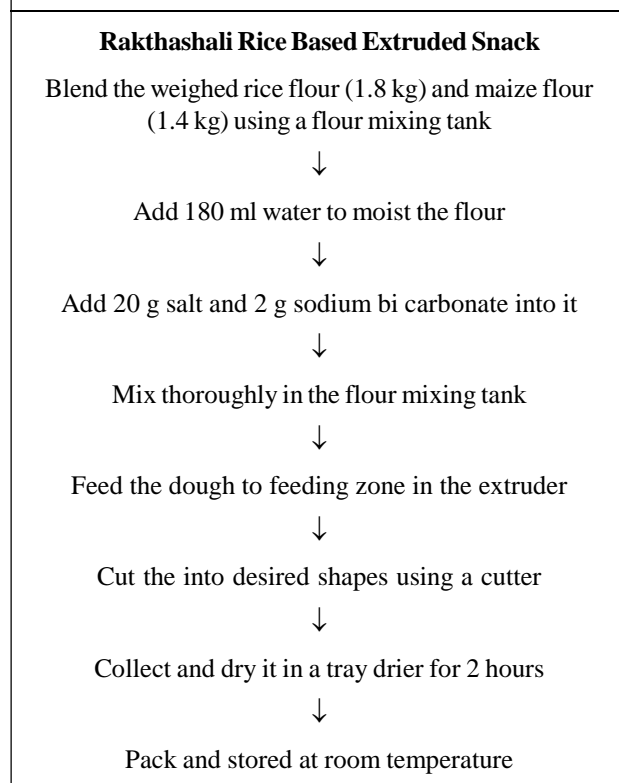 Rakthashali Rice Based Extruded Snack
Blend the weighed rice flour (1.8 kg) and maize flour
(1.4 kg) using a flour mixing tank
↓
Add 180 ml water to moist the flour
↓
Add 20 g salt and 2 g sodium bi carbonate into it
↓
Mix thoroughly in the flour mixing tank
↓
Feed the dough to feeding zone in the extruder
↓
Cut the into desired shapes using a cutter
↓
Collect and dry it in a tray drier for 2 hours
↓
Pack and stored at room temperature